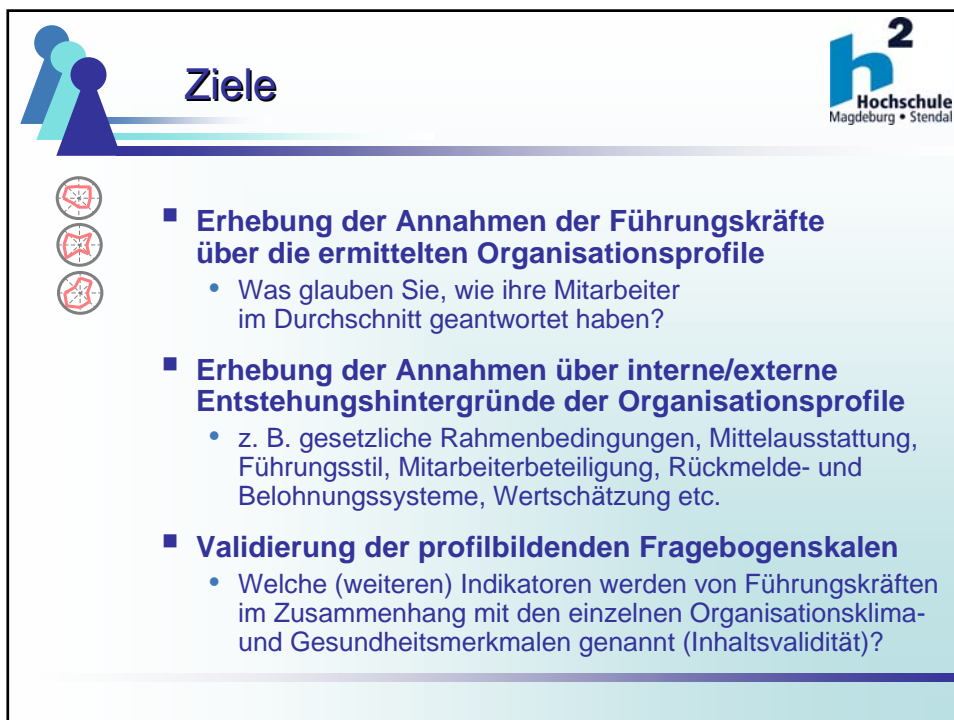 Ziele
h2
Hochschule
Magdeburg • Stendal
▪ Erhebung der Annahmen der Führungskräfte
über die ermittelten Organisationsprofile
• Was glauben Sie, wie ihre Mitarbeiter
im Durchschnitt geantwortet haben?
▪ Erhebung der Annahmen über interne/externe
Entstehungshintergründe der Organisationsprofile
• z. B. gesetzliche Rahmenbedingungen, Mittelausstattung,
Führungsstil, Mitarbeiterbeteiligung, Rückmelde- und
Belohnungssysteme, Wertschätzung etc.
▪ Validierung der profilbildenden Fragebogenskalen
• Welche (weiteren) Indikatoren werden von Führungskräften
im Zusammenhang mit den einzelnen Organisationsklima-
und Gesundheitsmerkmalen genannt (Inhaltsvalidität)?